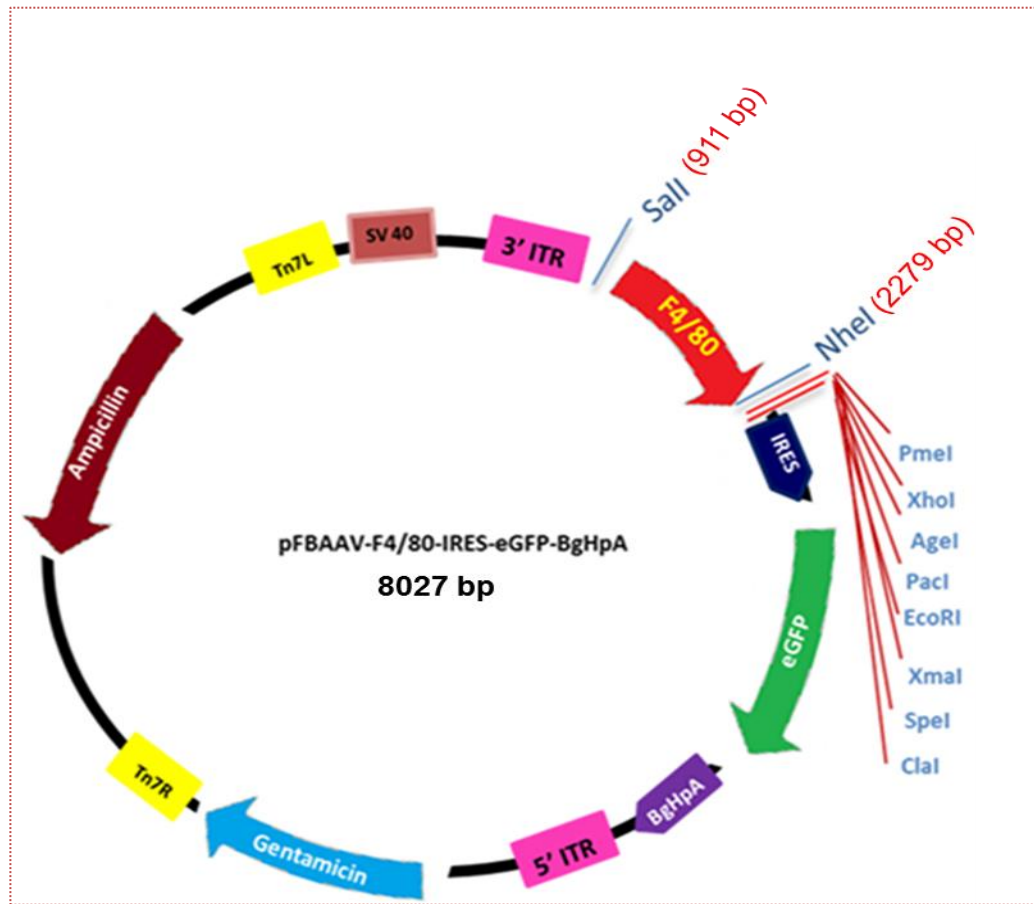 SalI (911 bp)
NheI (2279 bp)
3' ITR
SV 40
Tn7L
F4/80
IRES
PmeI
XhoI
AgeI
PacI
EcoRI
XmaI
SpeI
ClaI
Ampicillin
pFBAAV-F4/80-IRES-eGFP-BgHpA
8027 bp
eGFP
BgHpA
5' ITR
Gentamicin
Tn7R